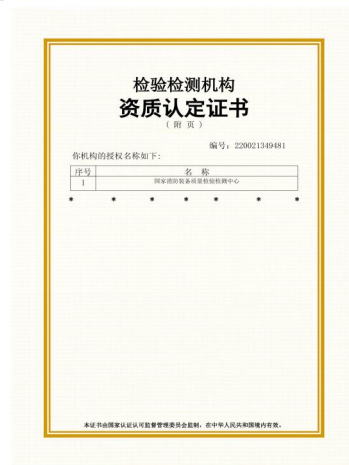 检验检测机构
资质认定证书
（附 页）
编号：220021349481
你机构的授权名称如下:
序号 名 称
1 国家消防装备质量检验检测中心
* * * * * * *
本证书由国家认证认可监督管理委员会监制，在中华人民共和国境内有效。